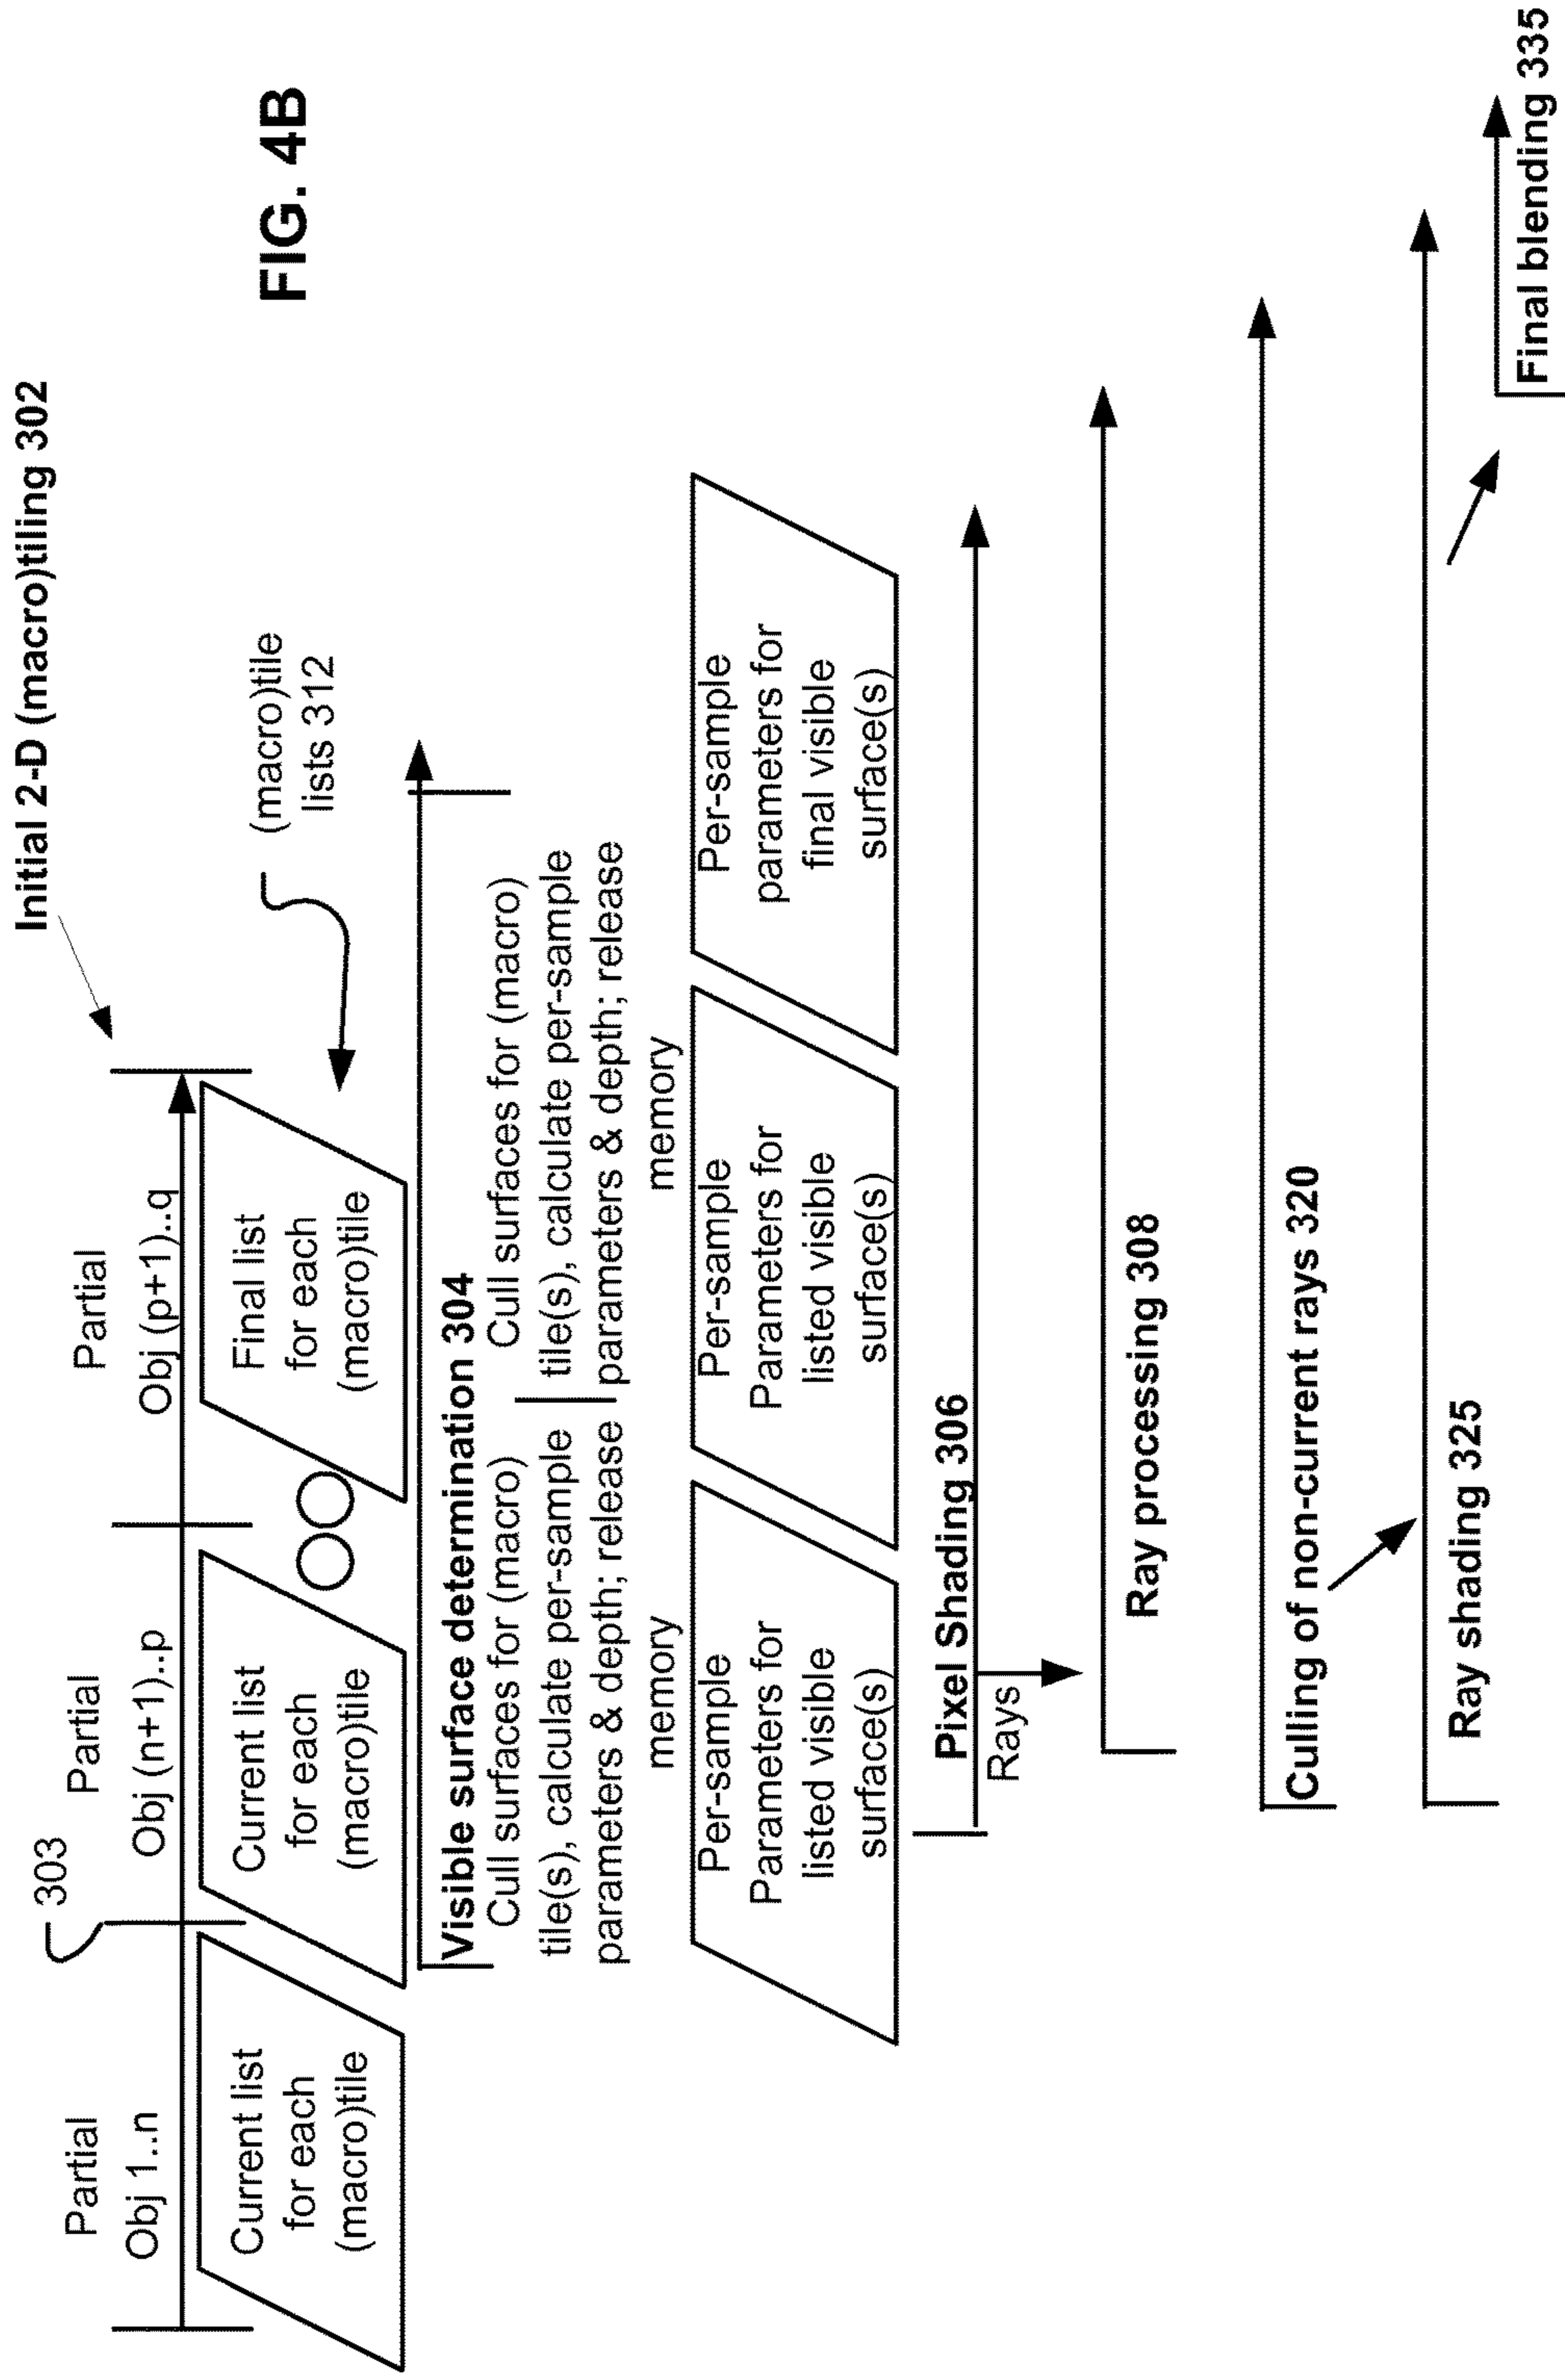 FIG. 4B
Initial 2-D (macro)tiling 302
303
Partial
Obj 1..n
Partial
Obj (n+1)..p
Partial
Obj (p+1)..q
Current list
for each
(macro)tile
Current list
for each
(macro)tile
Final list
for each
(macro)tile
(macro)tile
lists 312
Visible surface determination 304
Cull surfaces for (macro)
tile(s), calculate per-sample
parameters & depth; release
memory
Cull surfaces for (macro)
tile(s), calculate per-sample
parameters & depth; release
memory
Per-sample
Parameters for
listed visible
surface(s)
Per-sample
Parameters for
listed visible
surface(s)
Per-sample
parameters for
final visible
surface(s)
Pixel Shading 306
Rays
Ray processing 308
Culling of non-current rays 320
Ray shading 325
Final blending 335